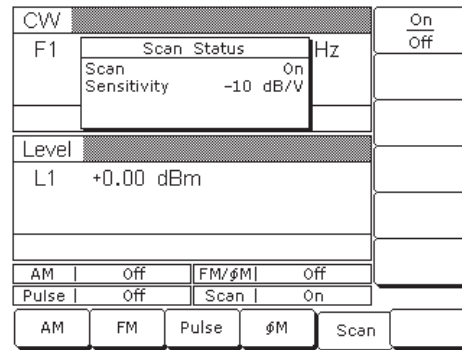 CW
On
Off
F1 Hz
Scan Status
Scan On
Sensitivity -10 dB/V
Level
L1 +0.00 dBm
AM | Off FM/ϕM| Off
Pulse | Off Scan | On
AM FM Pulse ϕM Scan